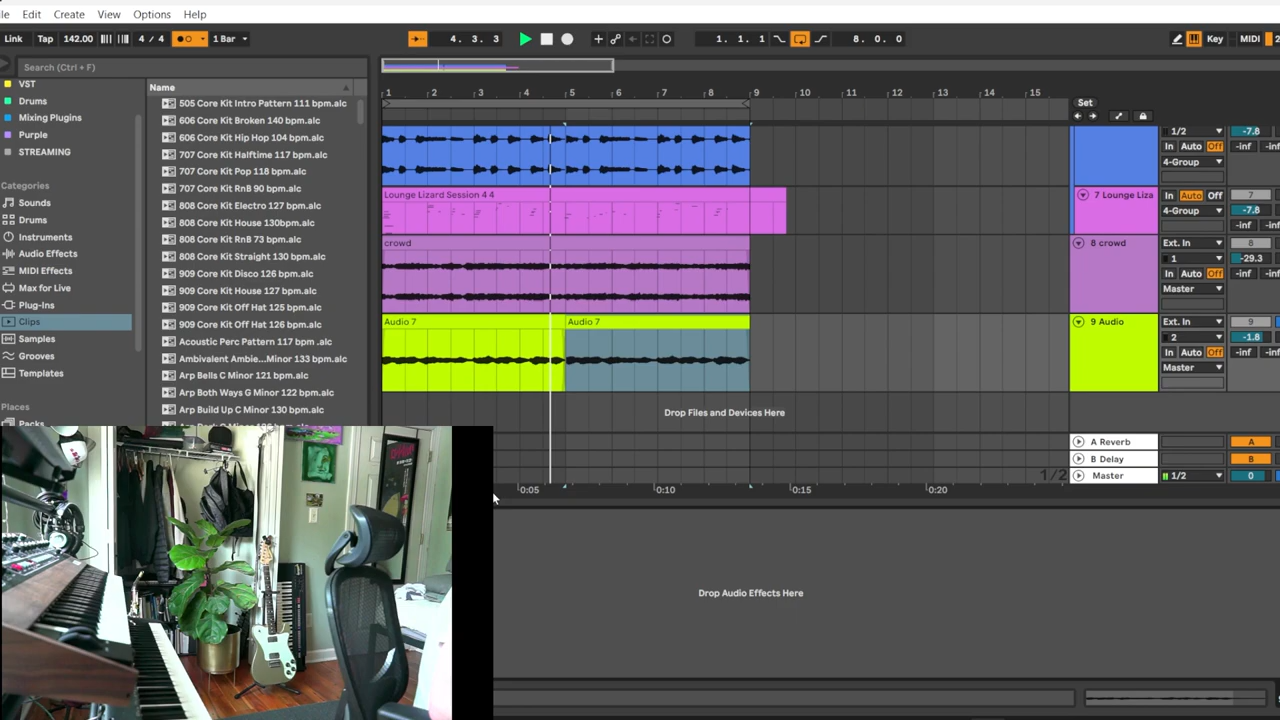 le Edit Create View Options Help
Link Tap 142.00 4 / 4 1 Bar 4. 3. 3 1. 1. 1 8. 0. 0 Key MIDI 2
Search (Ctrl + F)
VST
Drums
Mixing Plugins
Purple
STREAMING
Categories
Sounds
Drums
Instruments
Audio Effects
MIDI Effects
Max for Live
Plug-Ins
Clips
Samples
Grooves
Templates
Places
Packs
Name
505 Core Kit Intro Pattern 111 bpm.alc
606 Core Kit Broken 140 bpm.alc
606 Core Kit Hip Hop 104 bpm.alc
707 Core Kit Halftime 117 bpm.alc
707 Core Kit Pop 118 bpm.alc
707 Core Kit RnB 90 bpm.alc
808 Core Kit Electro 127 bpm.alc
808 Core Kit House 130bpm.alc
808 Core Kit RnB 73 bpm.alc
808 Core Kit Straight 130 bpm.alc
909 Core Kit Disco 126 bpm.alc
909 Core Kit House 127 bpm.alc
909 Core Kit Off Hat 125 bpm.alc
909 Core Kit Off Hat 126 bpm.alc
Acoustic Perc Pattern 117 bpm.alc
Ambivalent Ambie...Minor 133 bpm.alc
Arp Bells C Minor 121 bpm.alc
Arp Both Ways G Minor 122 bpm.alc
Arp Build Up C Minor 130 bpm.alc
1 2 3 4 5 6 7 8 9 10 11 12 13 14 15
Set
1/2 -7.8
In Auto Off -inf -inf
4-Group
Lounge Lizard Session 4 4
7 Lounge Liza In Auto Off 7
4-Group -7.8
-inf
crowd
8 crowd Ext. In 8
1 -29.3
In Auto Off -inf -inf
Master
Audio 7 Audio 7
9 Audio Ext. In 9
2 -1.8
In Auto Off -inf -inf
Master
Drop Files and Devices Here
A Reverb A
B Delay B
1/2 Master 1/2 0
0:05 0:10 0:15 0:20
Drop Audio Effects Here